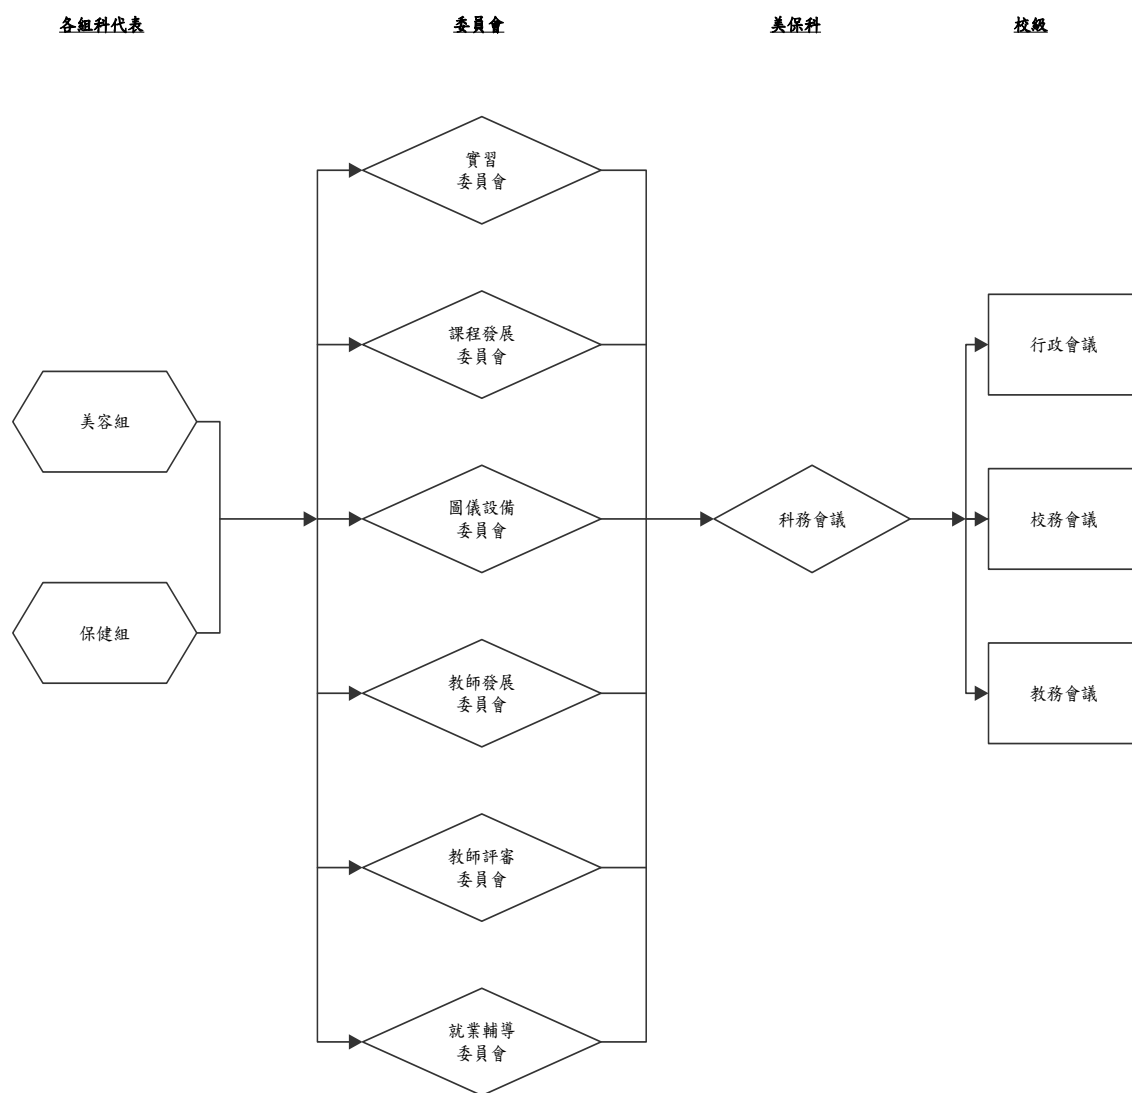 各組科代表
委員會
美保科
校級
實習
委員會
課程發展
委員會
行政會議
美容組
圖儀設備
委員會
科務會議
校務會議
保健組
教師發展
委員會
教務會議
教師評審
委員會
就業輔導
委員會